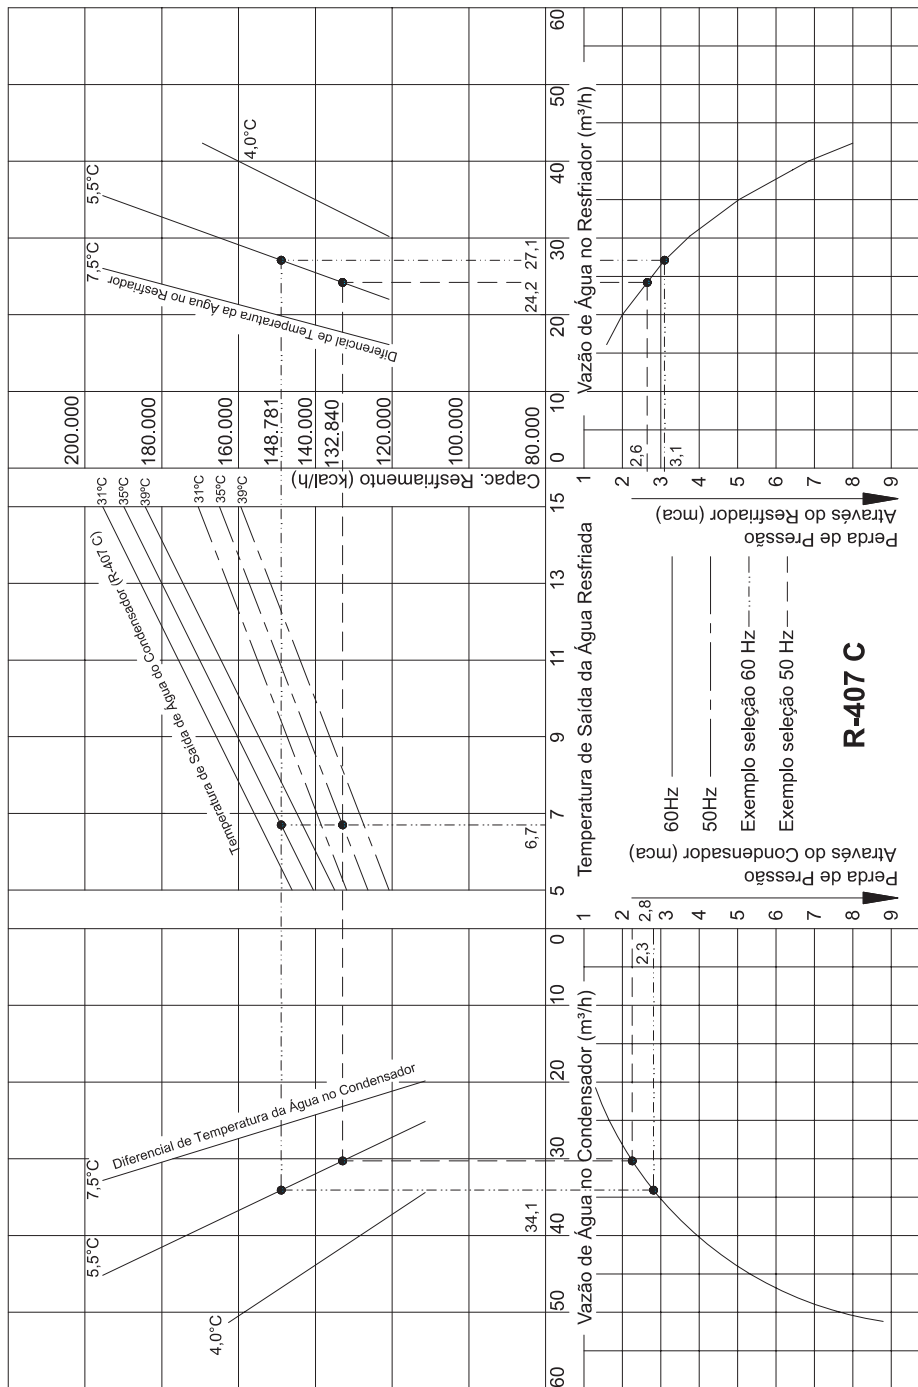 60
50
40
30
20
10
0
Vazão de Água no Resfriador (m³/h)
4,0°C
5,5°C
7,5°C
Diferencial de Temperatura da Água no Resfriador
27,1
24,2
200.000
180.000
160.000
148.781
140.000
132.840
120.000
100.000
80.000
Capac. Resfriamento (kcal/h)
1
2
3
4
5
6
7
8
9
2,6
3,1
Perda de Pressão
Através do Resfriador (mca)
31ºC
35ºC
39ºC
31ºC
35ºC
39ºC
Temperatura de Saída de Água do Condensador (R-407 C)
15
13
11
9
7
5
6,7
Temperatura de Saída da Água Resfriada
60Hz
50Hz
Exemplo seleção 60 Hz
Exemplo seleção 50 Hz
R-407 C
Perda de Pressão
Através do Condensador (mca)
1
2
3
4
5
6
7
8
9
2,8
2,3
0
10
20
30
40
50
60
Vazão de Água no Condensador (m³/h)
34,1
Diferencial de Temperatura da Água no Condensador
7,5°C
5,5°C
4,0°C